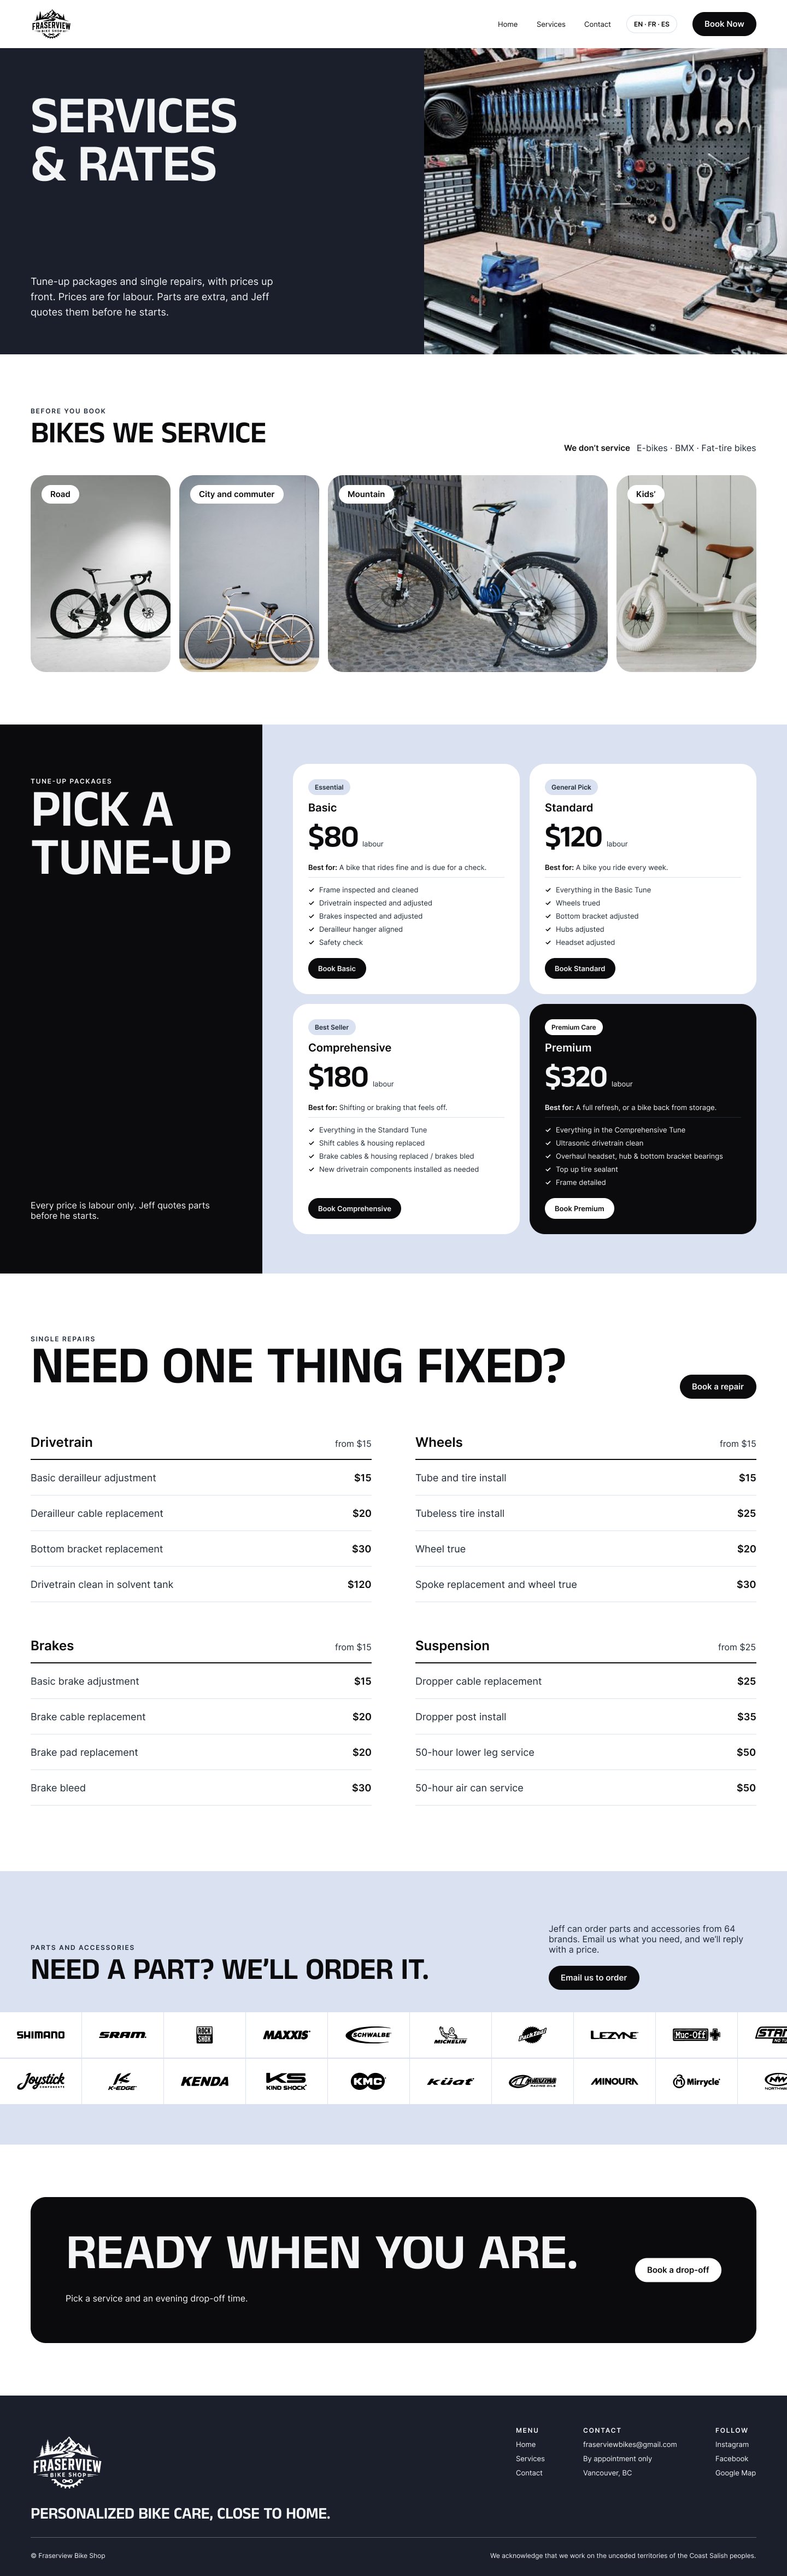 FRASERVIEW
BIKE SHOP
Home
Services
Contact
EN · FR · ES
Book Now
SERVICES
& RATES
Tune-up packages and single repairs, with prices up
front. Prices are for labour. Parts are extra, and Jeff
quotes them before he starts.
BEFORE YOU BOOK
BIKES WE SERVICE
We don’t service E-bikes · BMX · Fat-tire bikes
Road
City and commuter
Mountain
Kids’
TUNE-UP PACKAGES
PICK A
TUNE-UP
Every price is labour only. Jeff quotes parts
before he starts.
Essential
Basic
$80 labour
Best for: A bike that rides fine and is due for a check.
Frame inspected and cleaned
Drivetrain inspected and adjusted
Brakes inspected and adjusted
Derailleur hanger aligned
Safety check
Book Basic
General Pick
Standard
$120 labour
Best for: A bike you ride every week.
Everything in the Basic Tune
Wheels trued
Bottom bracket adjusted
Hubs adjusted
Headset adjusted
Book Standard
Best Seller
Comprehensive
$180 labour
Best for: Shifting or braking that feels off.
Everything in the Standard Tune
Shift cables & housing replaced
Brake cables & housing replaced / brakes bled
New drivetrain components installed as needed
Book Comprehensive
Premium Care
Premium
$320 labour
Best for: A full refresh, or a bike back from storage.
Everything in the Comprehensive Tune
Ultrasonic drivetrain clean
Overhaul headset, hub & bottom bracket bearings
Top up tire sealant
Frame detailed
Book Premium
SINGLE REPAIRS
NEED ONE THING FIXED?
Book a repair
Drivetrain from $15
Basic derailleur adjustment $15
Derailleur cable replacement $20
Bottom bracket replacement $30
Drivetrain clean in solvent tank $120
Wheels from $15
Tube and tire install $15
Tubeless tire install $25
Wheel true $20
Spoke replacement and wheel true $30
Brakes from $15
Basic brake adjustment $15
Brake cable replacement $20
Brake pad replacement $20
Brake bleed $30
Suspension from $25
Dropper cable replacement $25
Dropper post install $35
50-hour lower leg service $50
50-hour air can service $50
PARTS AND ACCESSORIES
NEED A PART? WE’LL ORDER IT.
Jeff can order parts and accessories from 64
brands. Email us what you need, and we’ll reply
with a price.
Email us to order
SHIMANO
SRAM
ROCK
SHOX
MAXXIS
SCHWALBE
MICHELIN
DuckSeat
LEZYNE
Muc-Off
STAN
Joystick
COMPONENTS
K-EDGE
KENDA
KS
KIND SHOCK
KMC
KÜAT
MAXIMA
RACING OILS
MINOURA
Mirrycle
NW
NORTHW
READY WHEN YOU ARE.
Pick a service and an evening drop-off time.
Book a drop-off
FRASERVIEW
BIKE SHOP
PERSONALIZED BIKE CARE, CLOSE TO HOME.
MENU
Home
Services
Contact
CONTACT
fraserviewbikes@gmail.com
By appointment only
Vancouver, BC
FOLLOW
Instagram
Facebook
Google Map
© Fraserview Bike Shop
We acknowledge that we work on the unceded territories of the Coast Salish peoples.